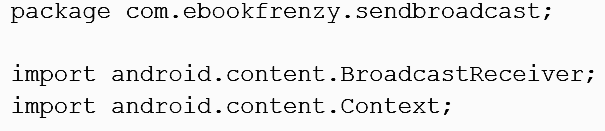 package com.ebookfrenzy.sendbroadcast;
import android.content.BroadcastReceiver;
import android.content.Context;